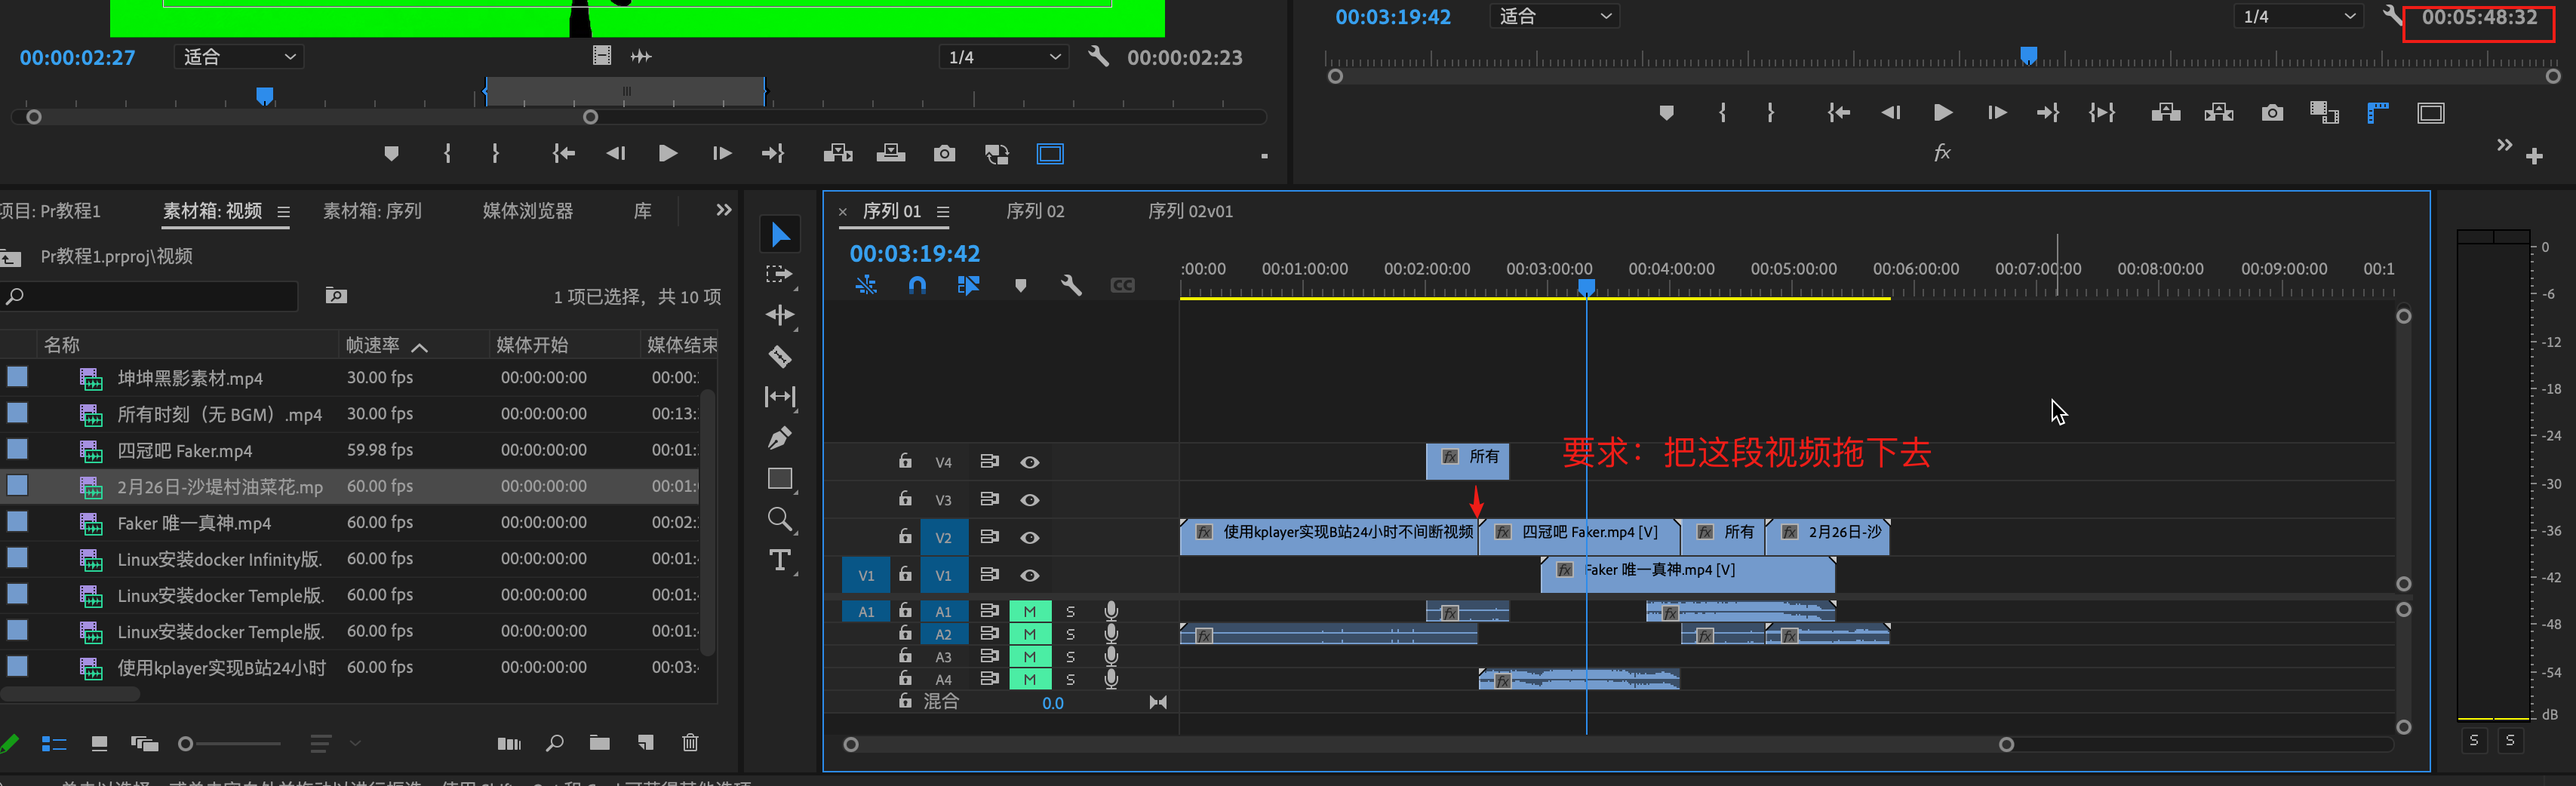 00:00:02:27 适合 1/4 00:00:02:23
00:03:19:42 适合 1/4 00:05:48:32
fx
项目: Pr教程1 素材箱: 视频 素材箱: 序列 媒体浏览器 库
Pr教程1.prproj\视频
1 项已选择，共 10 项
名称 帧速率 媒体开始 媒体结束
坤坤黑影素材.mp4 30.00 fps 00:00:00:00 00:00:
所有时刻（无 BGM）.mp4 30.00 fps 00:00:00:00 00:13:
四冠吧 Faker.mp4 59.98 fps 00:00:00:00 00:01:
2月26日-沙堤村油菜花.mp 60.00 fps 00:00:00:00 00:01:
Faker 唯一真神.mp4 60.00 fps 00:00:00:00 00:02:
Linux安装docker Infinity版. 60.00 fps 00:00:00:00 00:01:
Linux安装docker Temple版. 60.00 fps 00:00:00:00 00:01:
Linux安装docker Temple版. 60.00 fps 00:00:00:00 00:01:
使用kplayer实现B站24小时 60.00 fps 00:00:00:00 00:03:
× 序列 01 序列 02 序列 02v01
00:03:19:42
CC
:00:00 00:01:00:00 00:02:00:00 00:03:00:00 00:04:00:00 00:05:00:00 00:06:00:00 00:07:00:00 00:08:00:00 00:09:00:00 00:1
V4 fx 所有
要求：把这段视频拖下去
V3
V2 fx 使用kplayer实现B站24小时不间断视频 fx 四冠吧 Faker.mp4 [V] fx 所有 fx 2月26日-沙
V1 V1 fx Faker 唯一真神.mp4 [V]
A1 A1 M S fx fx
A2 M S fx fx fx
A3 M S
A4 M S fx
混合 0.0
0
-6
-12
-18
-24
-30
-36
-42
-48
-54
dB
S S